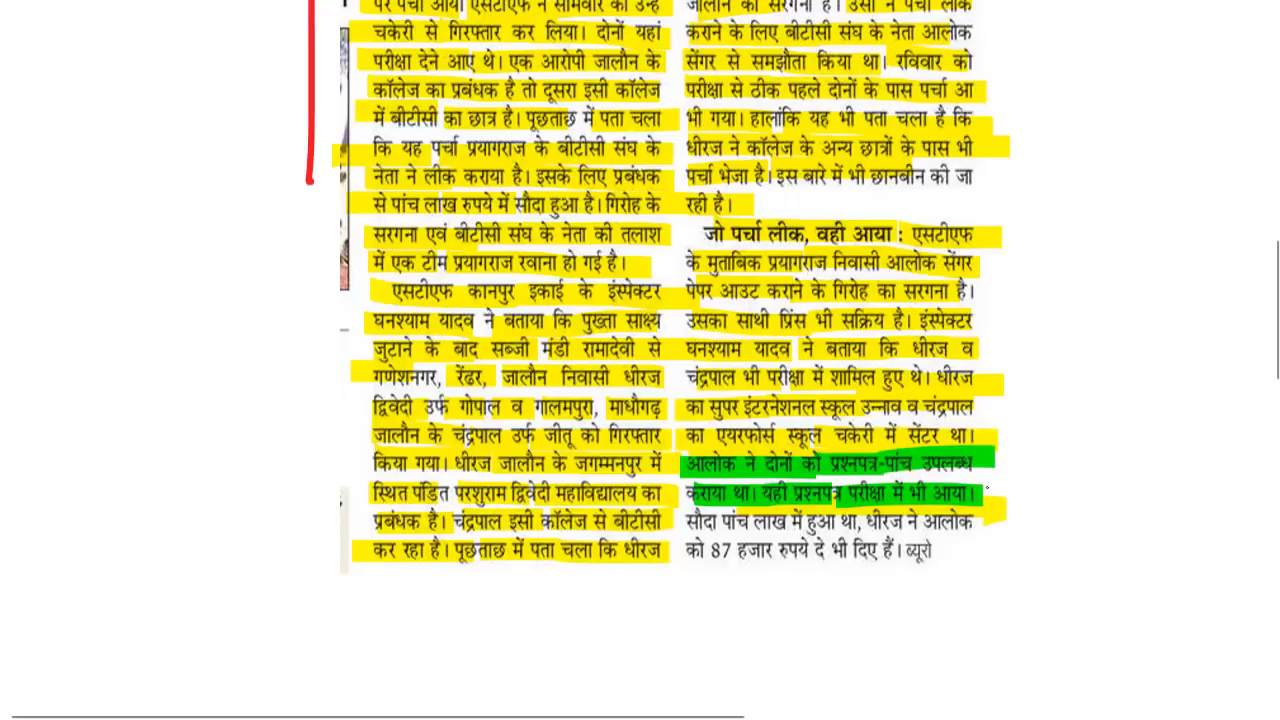 पर पर्चा आया एसटीएफ ने सोमवार को उन्हें
चकेरी से गिरफ्तार कर लिया। दोनों यहां
परीक्षा देने आए थे। एक आरोपी जालौन के
कॉलेज का प्रबंधक है तो दूसरा इसी कॉलेज
में बीटीसी का छात्र है। पूछताछ में पता चला
कि यह पर्चा प्रयागराज के बीटीसी संघ के
नेता ने लीक कराया है। इसके लिए प्रबंधक
से पांच लाख रुपये में सौदा हुआ है। गिरोह के
सरगना एवं बीटीसी संघ के नेता की तलाश
में एक टीम प्रयागराज रवाना हो गई है।
एसटीएफ कानपुर इकाई के इंस्पेक्टर
घनश्याम यादव ने बताया कि पुख्ता साक्ष्य
जुटाने के बाद सब्जी मंडी रामादेवी से
गणेशनगर, रेंढर, जालौन निवासी धीरज
द्विवेदी उर्फ गोपाल व गालमपुरा, माधौगढ़
जालौन के चंद्रपाल उर्फ जीतू को गिरफ्तार
किया गया। धीरज जालौन के जगम्मनपुर में
स्थित पंडित परशुराम द्विवेदी महाविद्यालय का
प्रबंधक है। चंद्रपाल इसी कॉलेज से बीटीसी
कर रहा है। पूछताछ में पता चला कि धीरज
जालौन का सरगना है। उसी ने पर्चा लीक
कराने के लिए बीटीसी संघ के नेता आलोक
सेंगर से समझौता किया था। रविवार को
परीक्षा से ठीक पहले दोनों के पास पर्चा आ
भी गया। हालांकि यह भी पता चला है कि
धीरज ने कॉलेज के अन्य छात्रों के पास भी
पर्चा भेजा है। इस बारे में भी छानबीन की जा
रही है।
जो पर्चा लीक, वही आया : एसटीएफ
के मुताबिक प्रयागराज निवासी आलोक सेंगर
पेपर आउट कराने के गिरोह का सरगना है।
उसका साथी प्रिंस भी सक्रिय है। इंस्पेक्टर
घनश्याम यादव ने बताया कि धीरज व
चंद्रपाल भी परीक्षा में शामिल हुए थे। धीरज
का सुपर इंटरनेशनल स्कूल उन्नाव व चंद्रपाल
का एयरफोर्स स्कूल चकेरी में सेंटर था।
आलोक ने दोनों को प्रश्नपत्र-पांच उपलब्ध
कराया था। यही प्रश्नपत्र परीक्षा में भी आया।
सौदा पांच लाख में हुआ था, धीरज ने आलोक
को 87 हजार रुपये दे भी दिए हैं। ब्यूरो